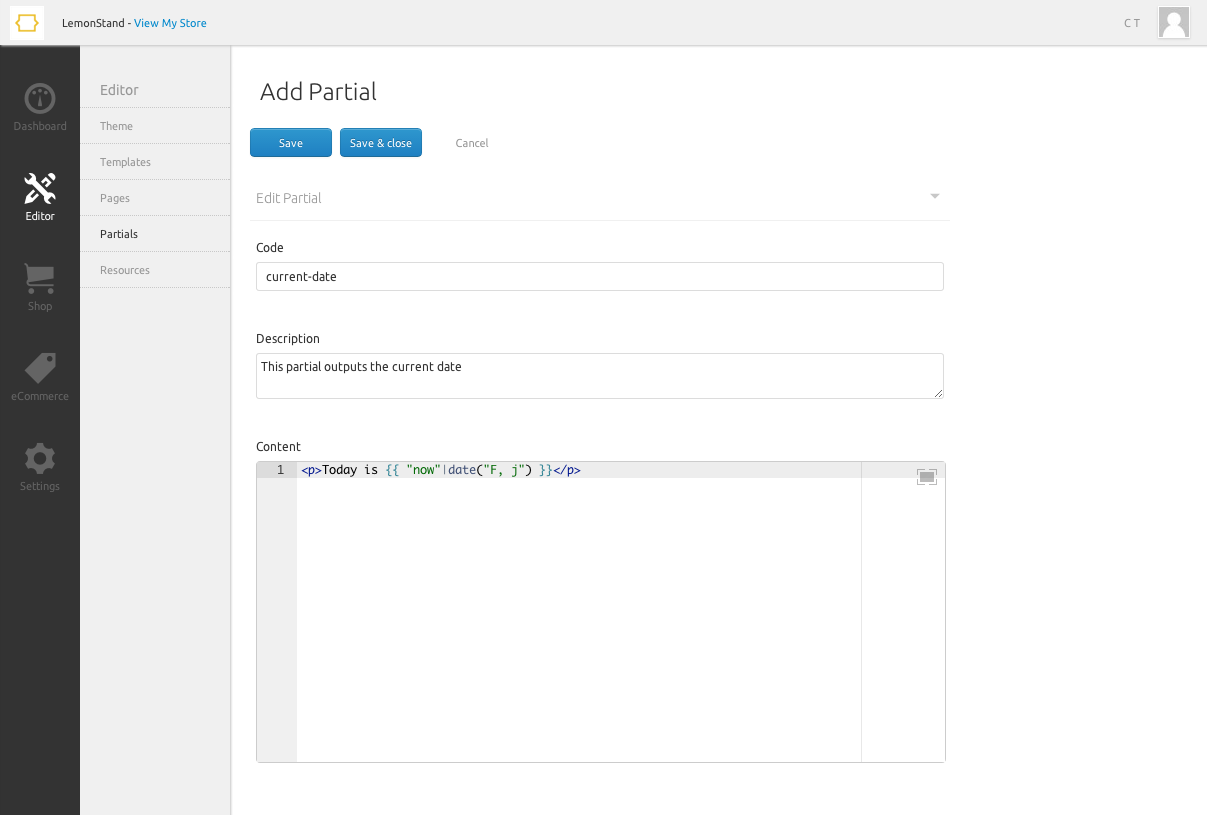 LemonStand - View My Store
C T
Dashboard
Editor
Shop
eCommerce
Settings
Editor
Theme
Templates
Pages
Partials
Resources
Add Partial
Save Save & close Cancel
Edit Partial
Code
current-date
Description
This partial outputs the current date
Content
1 <p>Today is {{ "now"|date("F, j") }}</p>